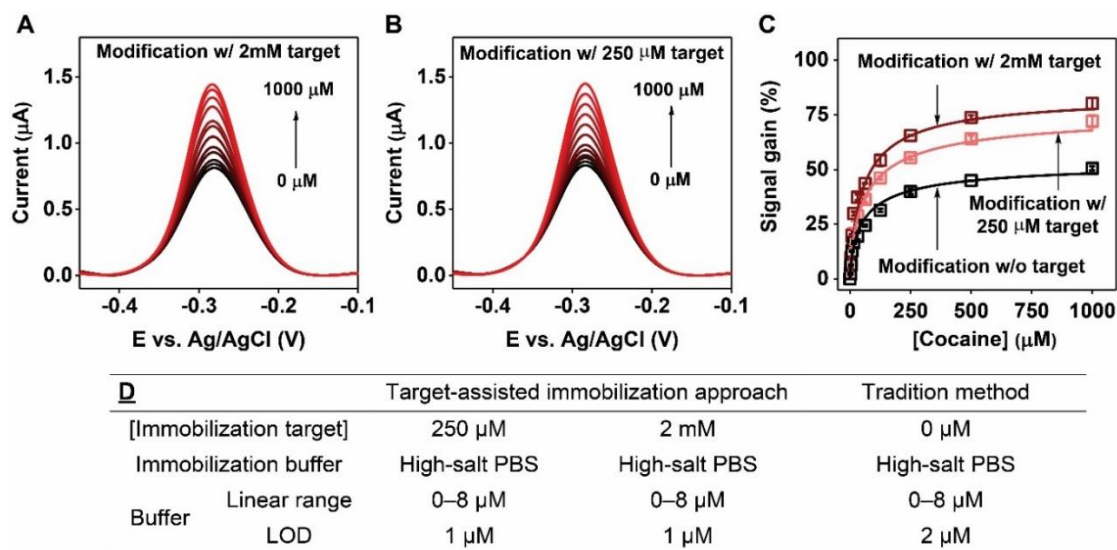 A
Modification w/ 2mM target
1000 μM
0 μM
Current (μA)
1.5
1.0
0.5
0.0
-0.4 -0.3 -0.2 -0.1
E vs. Ag/AgCl (V)
B
Modification w/ 250 μM target
1000 μM
0 μM
Current (μA)
1.5
1.0
0.5
0.0
-0.4 -0.3 -0.2 -0.1
E vs. Ag/AgCl (V)
C
Modification w/ 2mM target
Modification w/
250 μM target
Modification w/o target
Signal gain (%)
100
75
50
25
0
0 250 500 750 1000
[Cocaine] (μM)
D Target-assisted immobilization approach Tradition method
[Immobilization target] 250 μM 2 mM 0 μM
Immobilization buffer High-salt PBS High-salt PBS High-salt PBS
Buffer Linear range 0–8 μM 0–8 μM 0–8 μM
LOD 1 μM 1 μM 2 μM